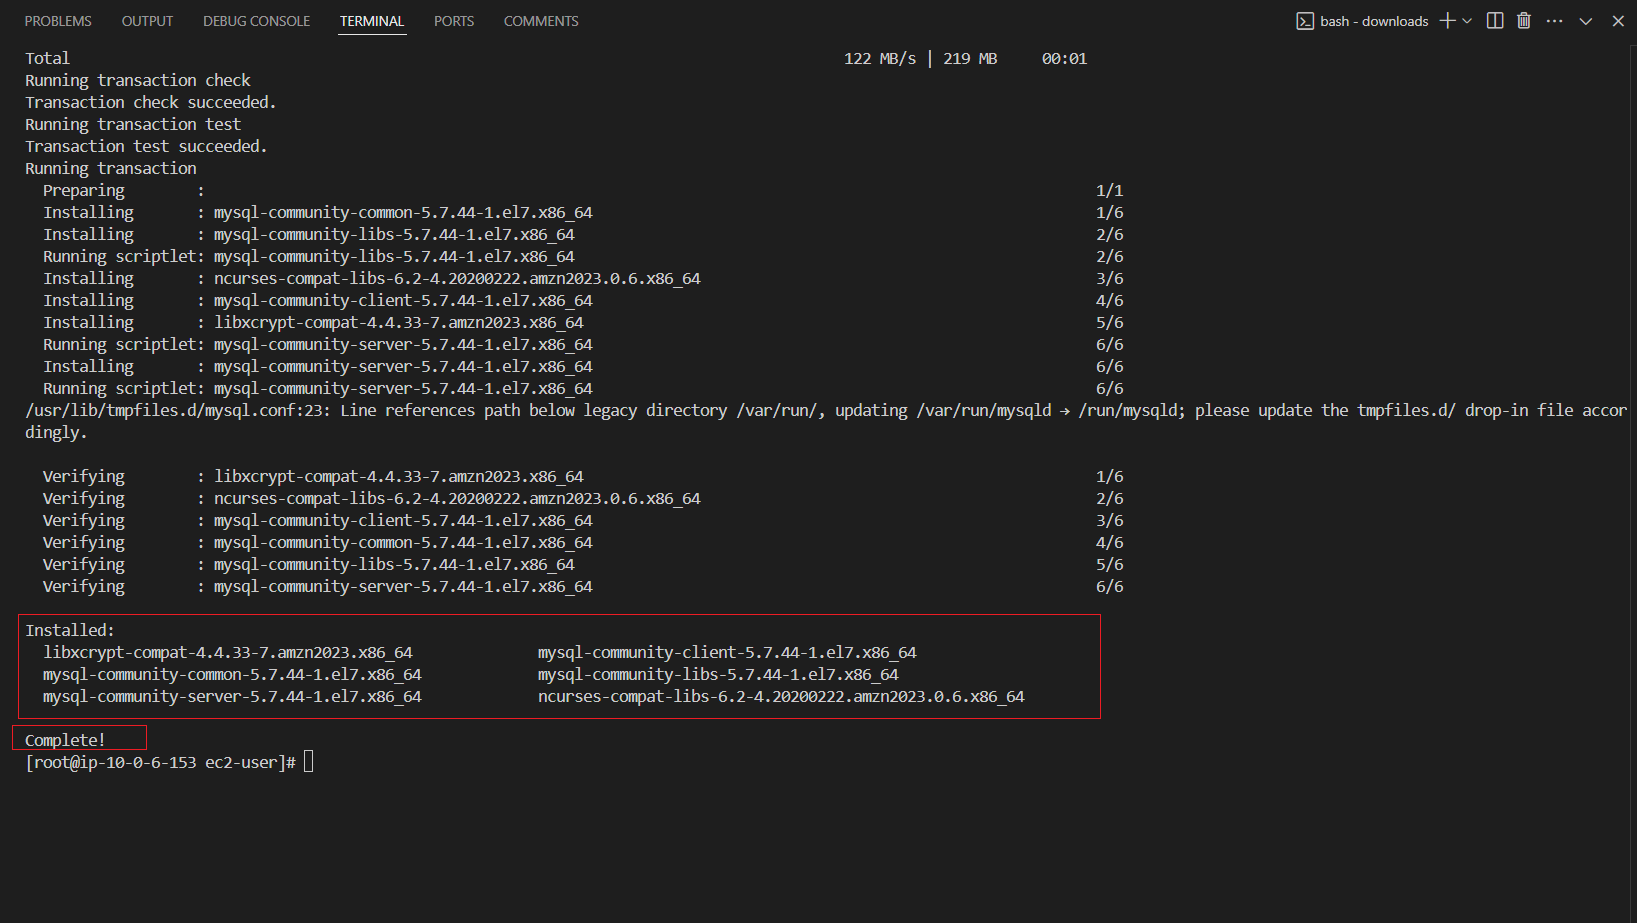 PROBLEMS OUTPUT DEBUG CONSOLE TERMINAL PORTS COMMENTS bash - downloads
Total 122 MB/s | 219 MB 00:01
Running transaction check
Transaction check succeeded.
Running transaction test
Transaction test succeeded.
Running transaction
Preparing : 1/1
Installing : mysql-community-common-5.7.44-1.el7.x86_64 1/6
Installing : mysql-community-libs-5.7.44-1.el7.x86_64 2/6
Running scriptlet: mysql-community-libs-5.7.44-1.el7.x86_64 2/6
Installing : ncurses-compat-libs-6.2-4.20200222.amzn2023.0.6.x86_64 3/6
Installing : mysql-community-client-5.7.44-1.el7.x86_64 4/6
Installing : libxcrypt-compat-4.4.33-7.amzn2023.x86_64 5/6
Running scriptlet: mysql-community-server-5.7.44-1.el7.x86_64 6/6
Installing : mysql-community-server-5.7.44-1.el7.x86_64 6/6
Running scriptlet: mysql-community-server-5.7.44-1.el7.x86_64 6/6
/usr/lib/tmpfiles.d/mysql.conf:23: Line references path below legacy directory /var/run/, updating /var/run/mysqld → /run/mysqld; please update the tmpfiles.d/ drop-in file accor
dingly.
Verifying : libxcrypt-compat-4.4.33-7.amzn2023.x86_64 1/6
Verifying : ncurses-compat-libs-6.2-4.20200222.amzn2023.0.6.x86_64 2/6
Verifying : mysql-community-client-5.7.44-1.el7.x86_64 3/6
Verifying : mysql-community-common-5.7.44-1.el7.x86_64 4/6
Verifying : mysql-community-libs-5.7.44-1.el7.x86_64 5/6
Verifying : mysql-community-server-5.7.44-1.el7.x86_64 6/6
Installed:
libxcrypt-compat-4.4.33-7.amzn2023.x86_64 mysql-community-client-5.7.44-1.el7.x86_64
mysql-community-common-5.7.44-1.el7.x86_64 mysql-community-libs-5.7.44-1.el7.x86_64
mysql-community-server-5.7.44-1.el7.x86_64 ncurses-compat-libs-6.2-4.20200222.amzn2023.0.6.x86_64
Complete!
[root@ip-10-0-6-153 ec2-user]#